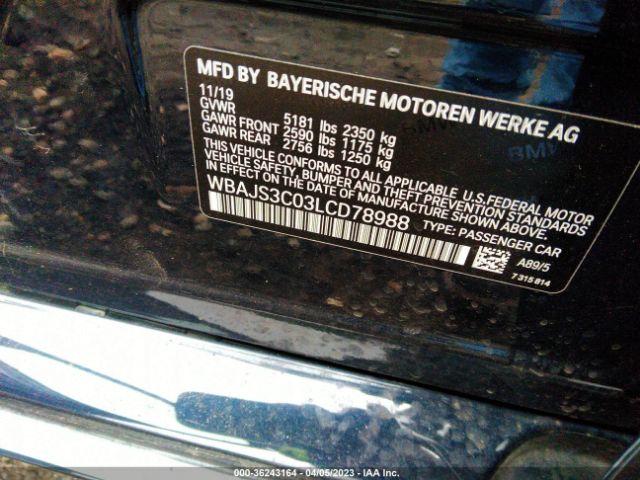 MFD BY BAYERISCHE MOTOREN WERKE AG
11/19
GVWR 5181 lbs 2350 kg
GAWR FRONT 2590 lbs 1175 kg
GAWR REAR 2756 lbs 1250 kg
THIS VEHICLE CONFORMS TO ALL APPLICABLE U.S.FEDERAL MOTOR
VEHICLE SAFETY, BUMPER AND THEFT PREVENTION STANDARDS
IN EFFECT ON THE DATE OF MANUFACTURE SHOWN ABOVE.
WBAJS3C03LCD78988 TYPE: PASSENGER CAR
A89/5
7 315 814
000-36243164 - 04/05/2023 - IAA Inc.